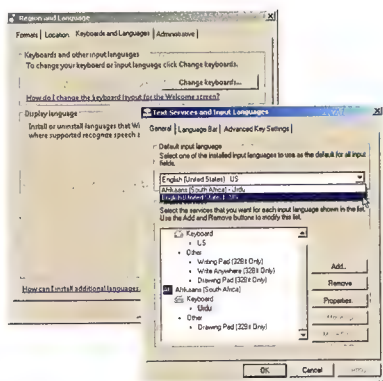 Region and Language
Formats Location Keyboards and Languages Administrative
Keyboards and other input languages
To change your keyboard or input language click Change keyboards...
Change keyboards...
How do I change the keyboard layout for the Welcome screen?
Display language
Install or uninstall languages that Wi
where supported recognize speech a
How can I install additional languages
Text Services and Input Languages
General Language Bar Advanced Key Settings
Default input language
Select one of the installed input languages to use as the default for all input
fields.
English (United States) US
Afrikaans (South Africa) - Urdu
English (United States) US
Select the services that you want for each input language shown in the list.
Use the Add and Remove buttons to modify this list.
Keyboard
US
Other
Writing Pad (32Bit Only)
Write Anywhere (32Bit Only)
Drawing Pad (32Bit Only)
Afrikaans (South Africa)
Keyboard
Urdu
Other
Drawing Pad (32Bit Only)
Add...
Remove
Properties.
OK Cancel